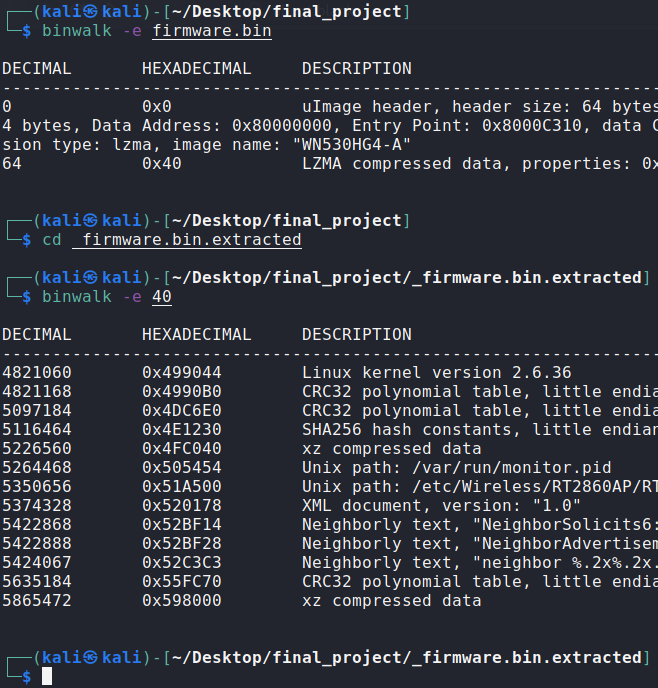 ┌──(kali㉿kali)-[~/Desktop/final_project]
└─$ binwalk -e firmware.bin
DECIMAL       HEXADECIMAL     DESCRIPTION
--------------------------------------------------------------------------------
0             0x0             uImage header, header size: 64 bytes
4 bytes, Data Address: 0x80000000, Entry Point: 0x8000C310, data C
sion type: lzma, image name: "WN530HG4-A"
64            0x40            LZMA compressed data, properties: 0x
┌──(kali㉿kali)-[~/Desktop/final_project]
└─$ cd _firmware.bin.extracted
┌──(kali㉿kali)-[~/Desktop/final_project/_firmware.bin.extracted]
└─$ binwalk -e 40
DECIMAL       HEXADECIMAL     DESCRIPTION
--------------------------------------------------------------------------------
4821060       0x499044        Linux kernel version 2.6.36
4821168       0x4990B0        CRC32 polynomial table, little endia
5097184       0x4DC6E0        CRC32 polynomial table, little endia
5116464       0x4E1230        SHA256 hash constants, little endian
5226560       0x4FC040        xz compressed data
5264468       0x505454        Unix path: /var/run/monitor.pid
5350656       0x51A500        Unix path: /etc/Wireless/RT2860AP/RT
5374328       0x520178        XML document, version: "1.0"
5422868       0x52BF14        Neighborly text, "NeighborSolicits6:
5422888       0x52BF28        Neighborly text, "NeighborAdvertisem
5424067       0x52C3C3        Neighborly text, "neighbor %.2x%.2x.
5635184       0x55FC70        CRC32 polynomial table, little endia
5865472       0x598000        xz compressed data
┌──(kali㉿kali)-[~/Desktop/final_project/_firmware.bin.extracted]
└─$